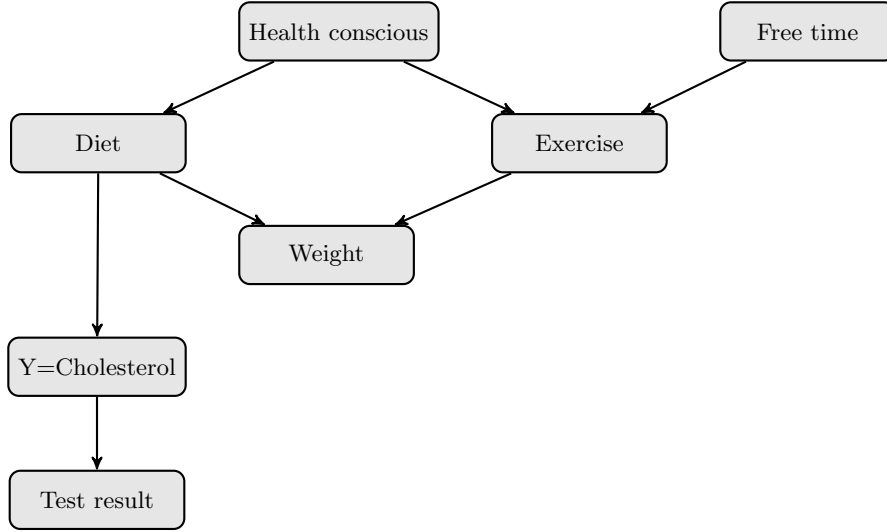 Health conscious
Free time
Diet
Exercise
Weight
Y=Cholesterol
Test result